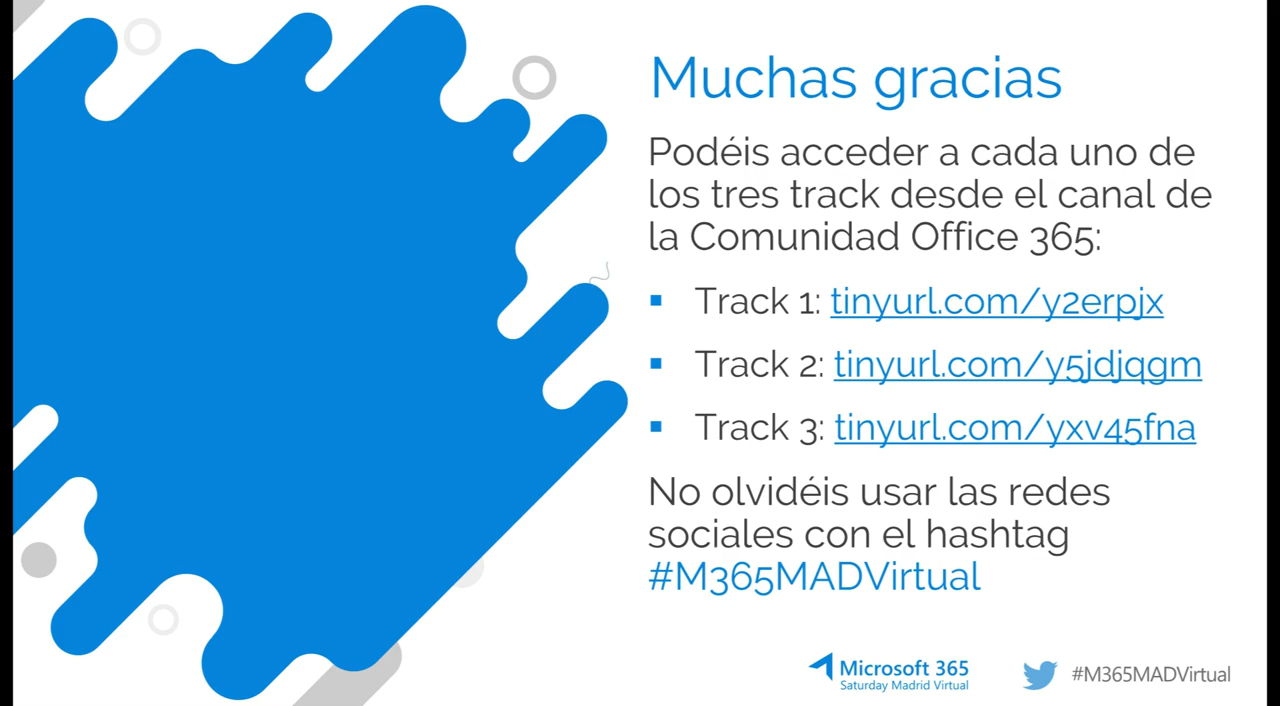 Muchas gracias
Podéis acceder a cada uno de
los tres track desde el canal de
la Comunidad Office 365:
▪ Track 1: tinyurl.com/y2erpjx
▪ Track 2: tinyurl.com/y5jdjqgm
▪ Track 3: tinyurl.com/yxv45fna
No olvidéis usar las redes
sociales con el hashtag
#M365MADVirtual
Microsoft 365
Saturday Madrid Virtual
#M365MADVirtual